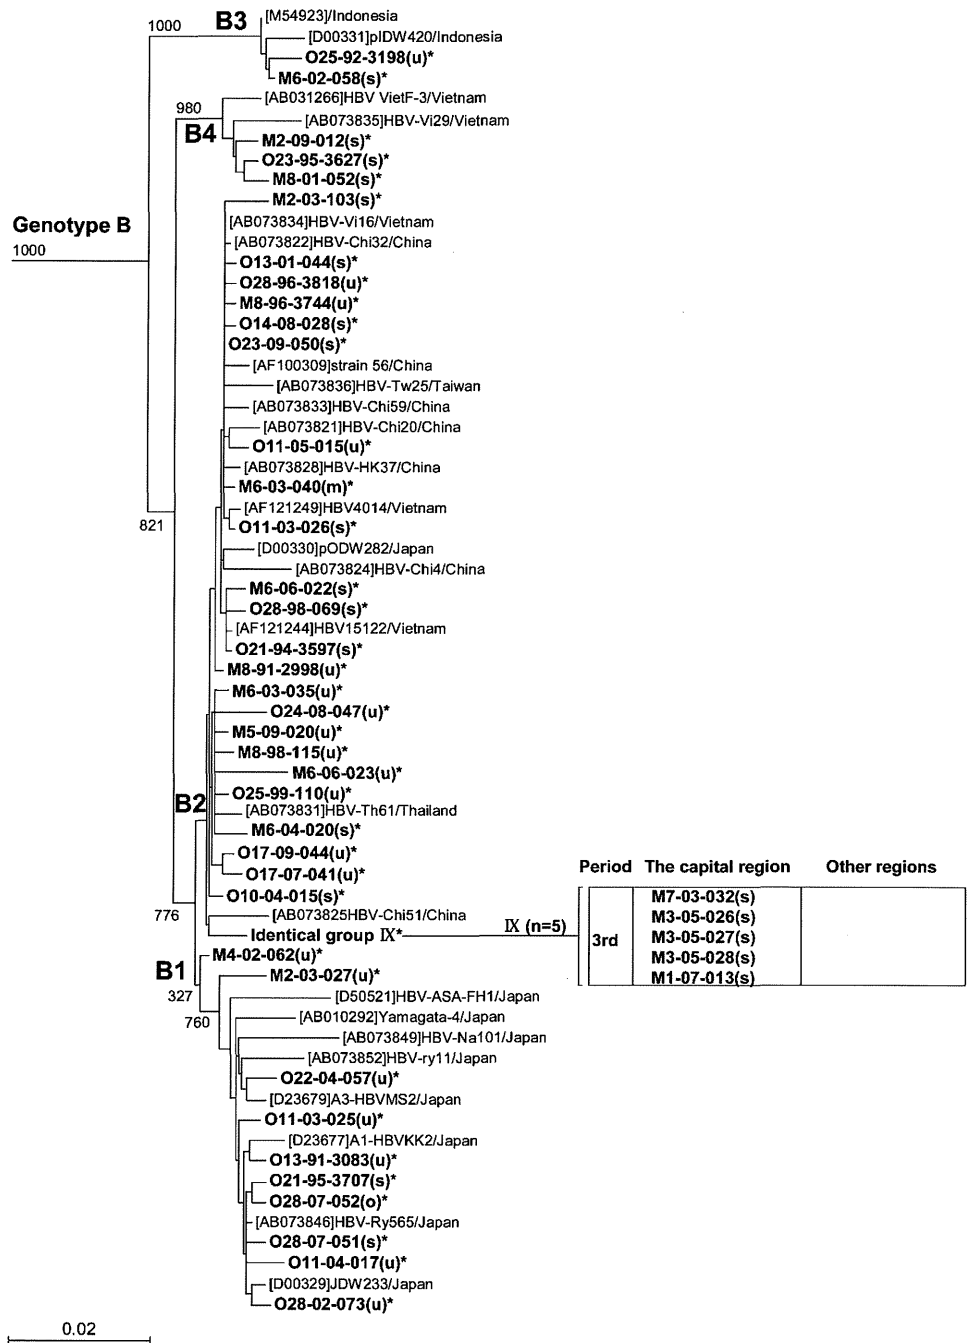 B3
1000
[M54923]/Indonesia
[D00331]pIDW420/Indonesia
O25-92-3198(u)*
M6-02-058(s)*
[AB031266]HBV VietF-3/Vietnam
980
[AB073835]HBV-Vi29/Vietnam
B4
M2-09-012(s)*
O23-95-3627(s)*
M8-01-052(s)*
M2-03-103(s)*
Genotype B
1000
[AB073834]HBV-Vi16/Vietnam
[AB073822]HBV-Chi32/China
O13-01-044(s)*
O28-96-3818(u)*
M8-96-3744(u)*
O14-08-028(s)*
O23-09-050(s)*
[AF100309]strain 56/China
[AB073836]HBV-Tw25/Taiwan
[AB073833]HBV-Chi59/China
[AB073821]HBV-Chi20/China
O11-05-015(u)*
[AB073828]HBV-HK37/China
M6-03-040(m)*
[AF121249]HBV4014/Vietnam
821
O11-03-026(s)*
[D00330]pODW282/Japan
[AB073824]HBV-Chi4/China
M6-06-022(s)*
O28-98-069(s)*
[AF121244]HBV15122/Vietnam
O21-94-3597(s)*
M8-91-2998(u)*
M6-03-035(u)*
O24-08-047(u)*
M5-09-020(u)*
M8-98-115(u)*
M6-06-023(u)*
O25-99-110(u)*
B2
[AB073831]HBV-Th61/Thailand
M6-04-020(s)*
O17-09-044(u)*
O17-07-041(u)*
O10-04-015(s)*
776
[AB073825HBV-Chi51/China
Identical group Ⅸ*
Ⅸ (n=5)
Period The capital region Other regions
3rd
M7-03-032(s)
M3-05-026(s)
M3-05-027(s)
M3-05-028(s)
M1-07-013(s)
M4-02-062(u)*
B1
M2-03-027(u)*
327
[D50521]HBV-ASA-FH1/Japan
760
[AB010292]Yamagata-4/Japan
[AB073849]HBV-Na101/Japan
[AB073852]HBV-ry11/Japan
O22-04-057(u)*
[D23679]A3-HBVMS2/Japan
O11-03-025(u)*
[D23677]A1-HBVKK2/Japan
O13-91-3083(u)*
O21-95-3707(s)*
O28-07-052(o)*
[AB073846]HBV-Ry565/Japan
O28-07-051(s)*
O11-04-017(u)*
[D00329]JDW233/Japan
O28-02-073(u)*
0.02